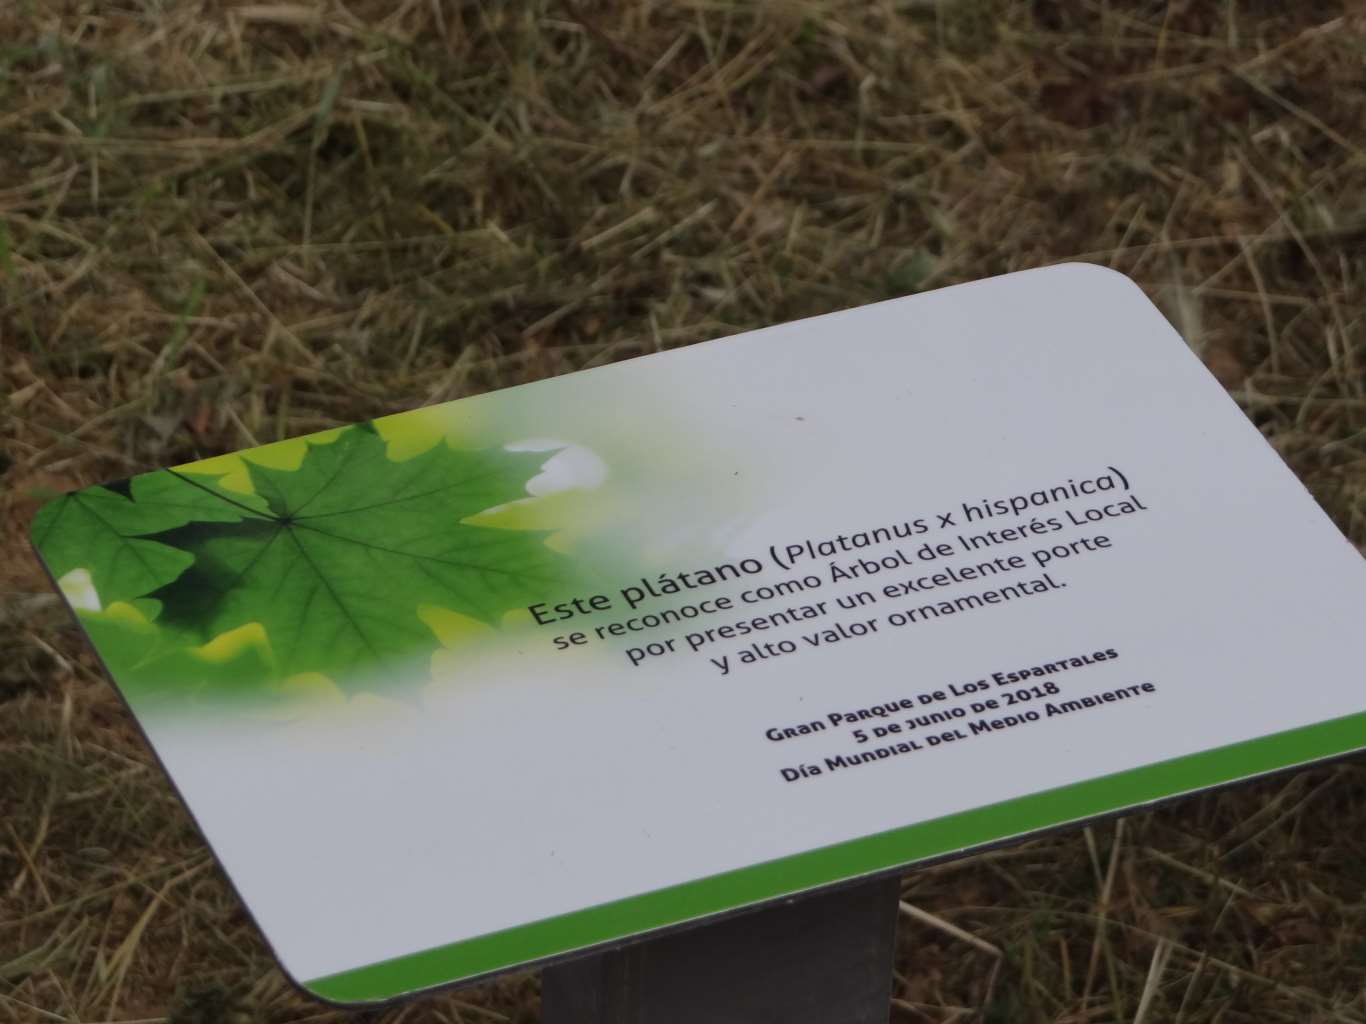 Este plátano (Platanus x hispanica)
se reconoce como Árbol de Interés Local
por presentar un excelente porte
y alto valor ornamental.
Gran Parque de Los Espartales
5 de junio de 2018
Día Mundial del Medio Ambiente